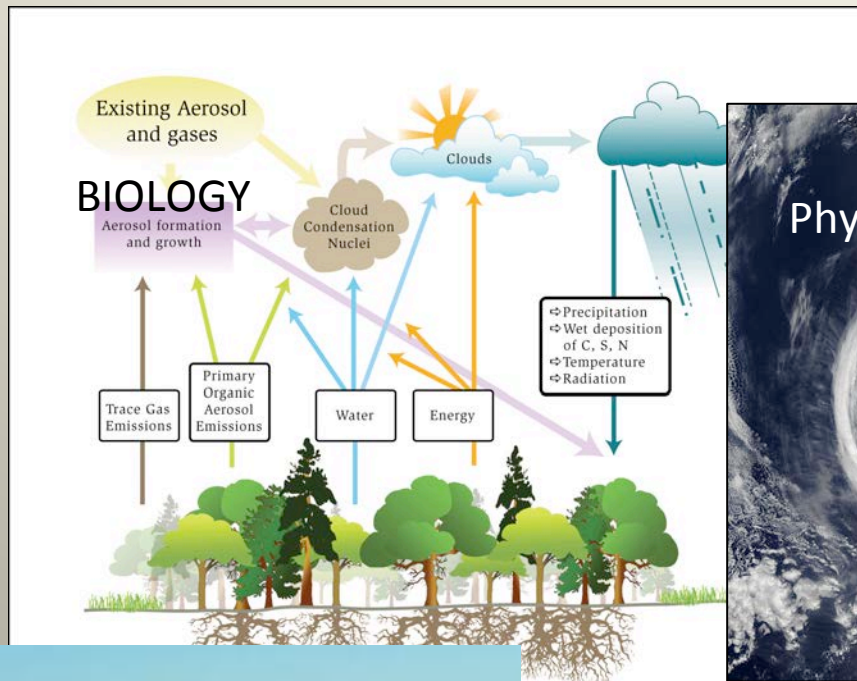 Existing Aerosol
and gases
BIOLOGY
Aerosol formation
and growth
Cloud
Condensation
Nuclei
Clouds
Phy
⇨Precipitation
⇨Wet deposition
of C, S, N
⇨Temperature
⇨Radiation
Trace Gas
Emissions
Primary
Organic
Aerosol
Emissions
Water
Energy